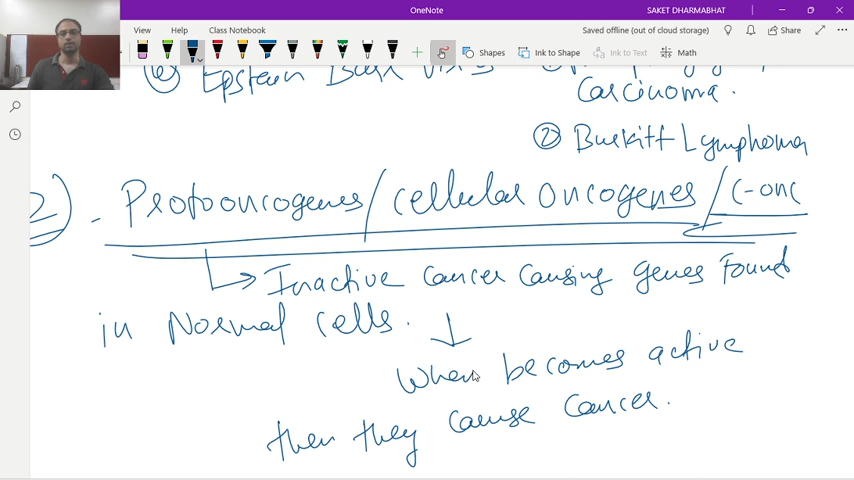 OneNote
SAKET DHARMABHAT
View Help Class Notebook
Saved offline (out of cloud storage)
Share
Shapes Ink to Shape Ink to Text Math
Epstein Barr Virus
Carcinoma.
② Burkitt Lymphoma
2) - Protooncogenes/cellular oncogenes/c-onc
↳ Inactive cancer causing genes found
in Normal cells.
↓
When becomes active
then they cause cancer.